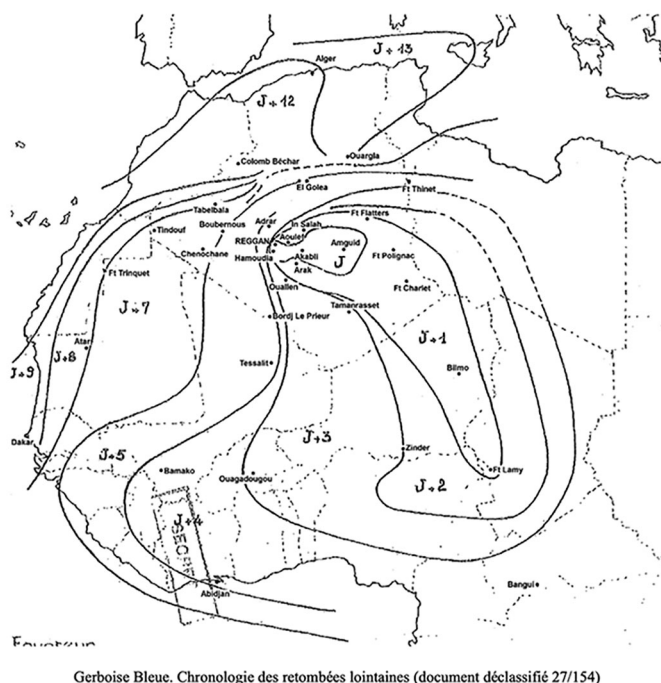 J+13
Alger
J+12
Ouargla
Colomb Béchar
El Golea
Ft Thinet
Tabelbala
Ft Flatters
Boubernous
Adrar
In Salah
Tindouf
REGGAN
Aoulef
Amguid
Chenochane
Hamoudia
Akabli
J
Ft Polignac
Arak
Ft Trinquet
Ouallen
Ft Charlet
J+7
Tamanrasset
Bordj Le Prieur
J+1
Atar
J+8
J+9
Tessalit
Bilmo
Dakar
J+3
J+5
Zinder
Bamako
Ouagadougou
Ft Lamy
J+2
J+4
Abidjan
Bangui
Gerboise Bleue. Chronologie des retombées lointaines (document déclassifié 27/154)